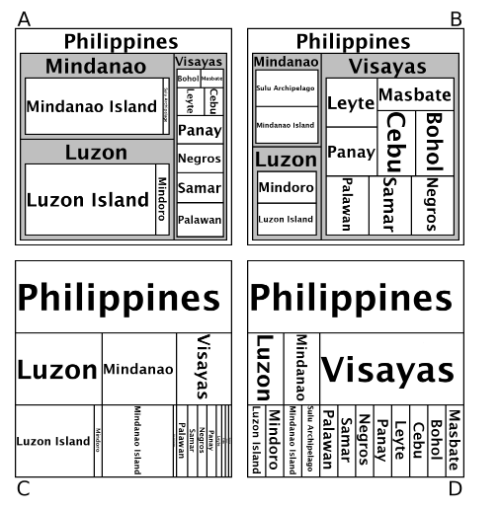 A
B
Philippines
Mindanao
Visayas
Mindanao Island
Sulu Archipelago
Bohol
Masbate
Leyte
Cebu
Panay
Negros
Samar
Palawan
Luzon
Luzon Island
Mindoro
Philippines
Mindanao
Visayas
Sulu Archipelago
Mindanao Island
Leyte
Masbate
Panay
Cebu
Bohol
Luzon
Mindoro
Luzon Island
Palawan
Samar
Negros
Philippines
Luzon
Mindanao
Visayas
Luzon Island
Mindoro
Mindanao Island
Palawan
Samar
Negros
Panay
Philippines
Luzon
Mindanao
Visayas
Luzon Island
Mindoro
Mindanao Island
Sulu Archipelago
Palawan
Samar
Negros
Panay
Leyte
Cebu
Bohol
Masbate
C
D